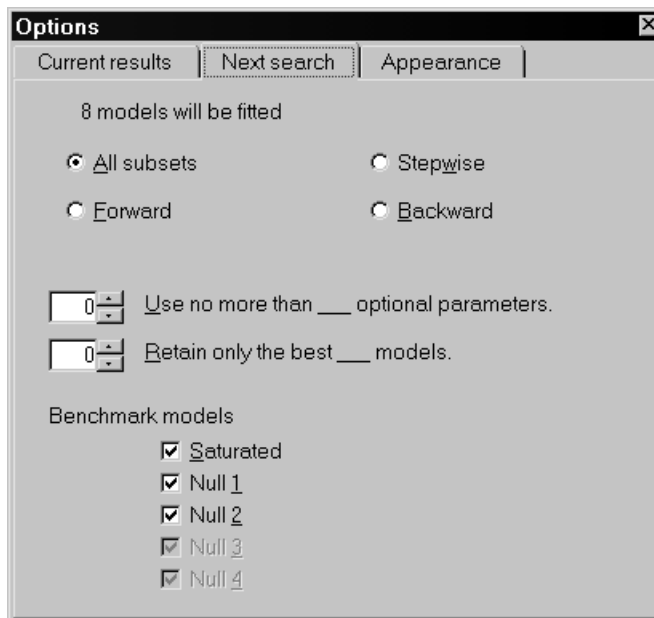 Options
Current results Next search Appearance
8 models will be fitted
All subsets Stepwise
Forward Backward
0 Use no more than ___ optional parameters.
0 Retain only the best ___ models.
Benchmark models
Saturated
Null 1
Null 2
Null 3
Null 4